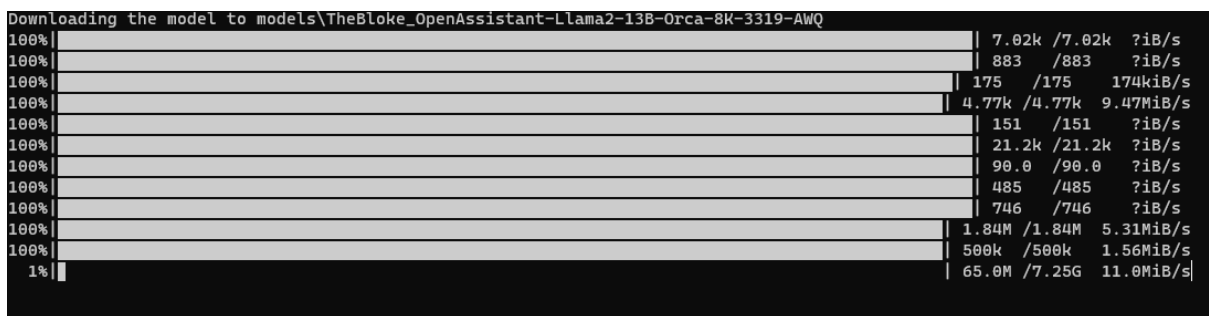 Downloading the model to models\TheBloke_OpenAssistant-Llama2-13B-Orca-8K-3319-AWQ
100%| | 7.02k /7.02k ?iB/s
100%| | 883 /883 ?iB/s
100%| | 175 /175 174kiB/s
100%| | 4.77k /4.77k 9.47MiB/s
100%| | 151 /151 ?iB/s
100%| | 21.2k /21.2k ?iB/s
100%| | 90.0 /90.0 ?iB/s
100%| | 485 /485 ?iB/s
100%| | 746 /746 ?iB/s
100%| | 1.84M /1.84M 5.31MiB/s
100%| | 500k /500k 1.56MiB/s
1%| | 65.0M /7.25G 11.0MiB/s